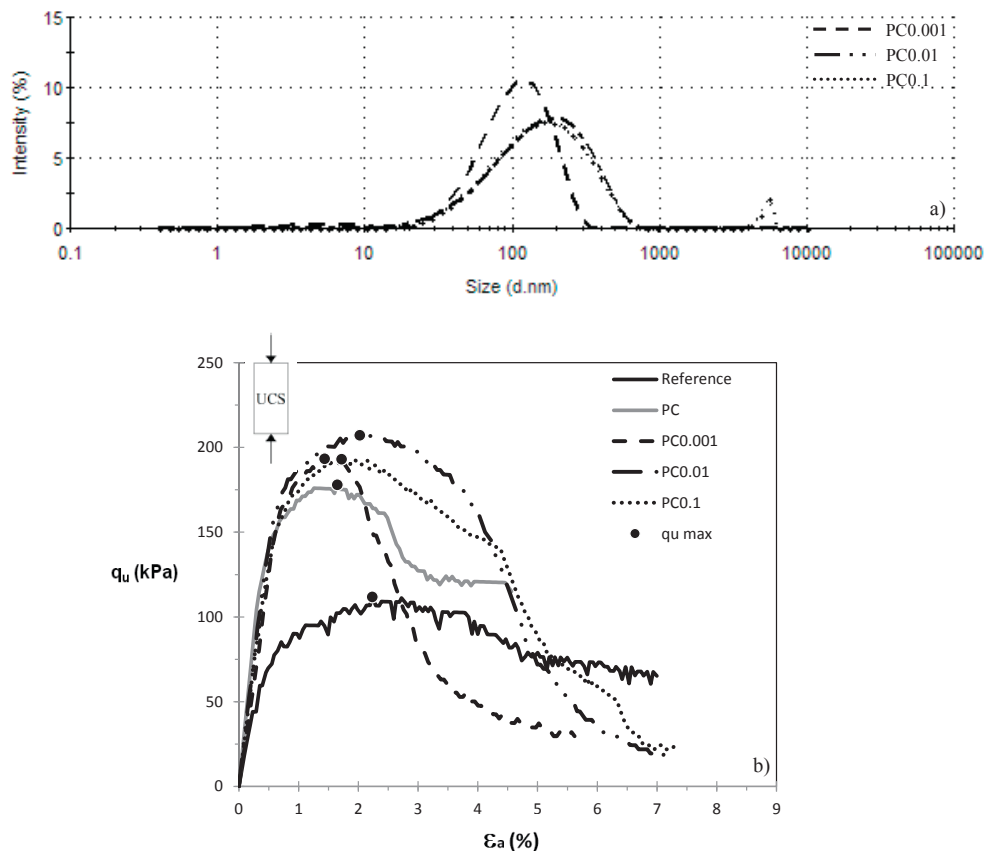 15
10
5
0
Intensity (%)
PC0.001
PC0.01
PC0.1
a)
0.1 1 10 100 1000 10000 100000
Size (d.nm)
250
200
150
100
50
0
qu (kPa)
UCS
Reference
PC
PC0.001
PC0.01
PC0.1
qu max
b)
0 1 2 3 4 5 6 7 8 9
εa (%)